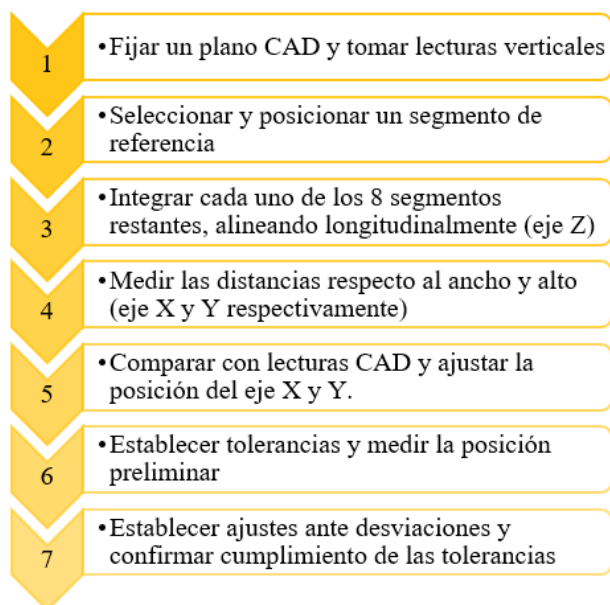 1
•Fijar un plano CAD y tomar lecturas verticales
2
•Seleccionar y posicionar un segmento de
referencia
3
•Integrar cada uno de los 8 segmentos
restantes, alineando longitudinalmente (eje Z)
4
•Medir las distancias respecto al ancho y alto
(eje X y Y respectivamente)
5
•Comparar con lecturas CAD y ajustar la
posición del eje X y Y.
6
•Establecer tolerancias y medir la posición
preliminar
7
•Establecer ajustes ante desviaciones y
confirmar cumplimiento de las tolerancias